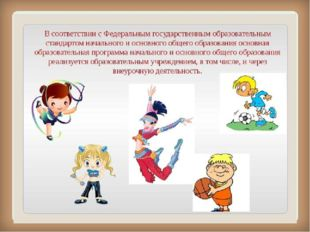 В соответствии с Федеральным государственным образовательным
стандартом начального и основного общего образования основная
образовательная программа начального и основного общего образования
реализуется образовательным учреждением, в том числе, и через
внеурочную деятельность.